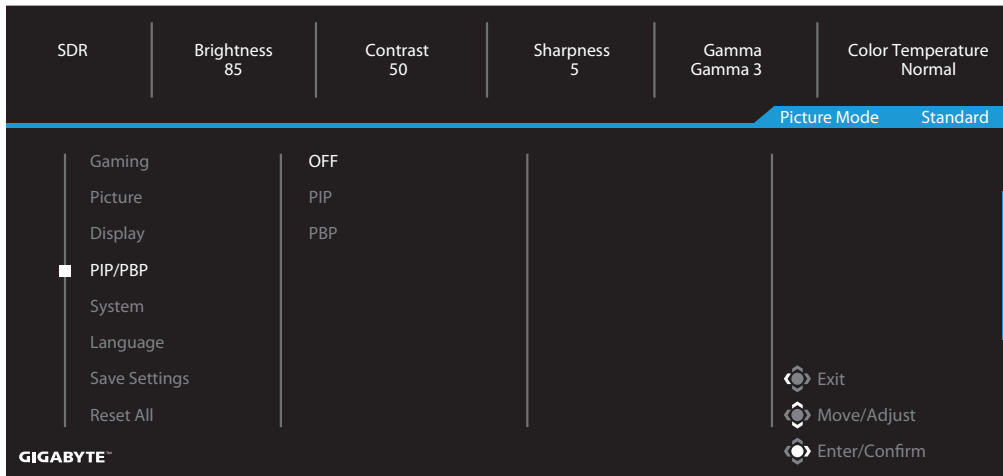 SDR
Brightness
85
Contrast
50
Sharpness
5
Gamma
Gamma 3
Color Temperature
Normal
Picture Mode Standard
Gaming
Picture
Display
PIP/PBP
System
Language
Save Settings
Reset All
OFF
PIP
PBP
Exit
Move/Adjust
Enter/Confirm
GIGABYTE™